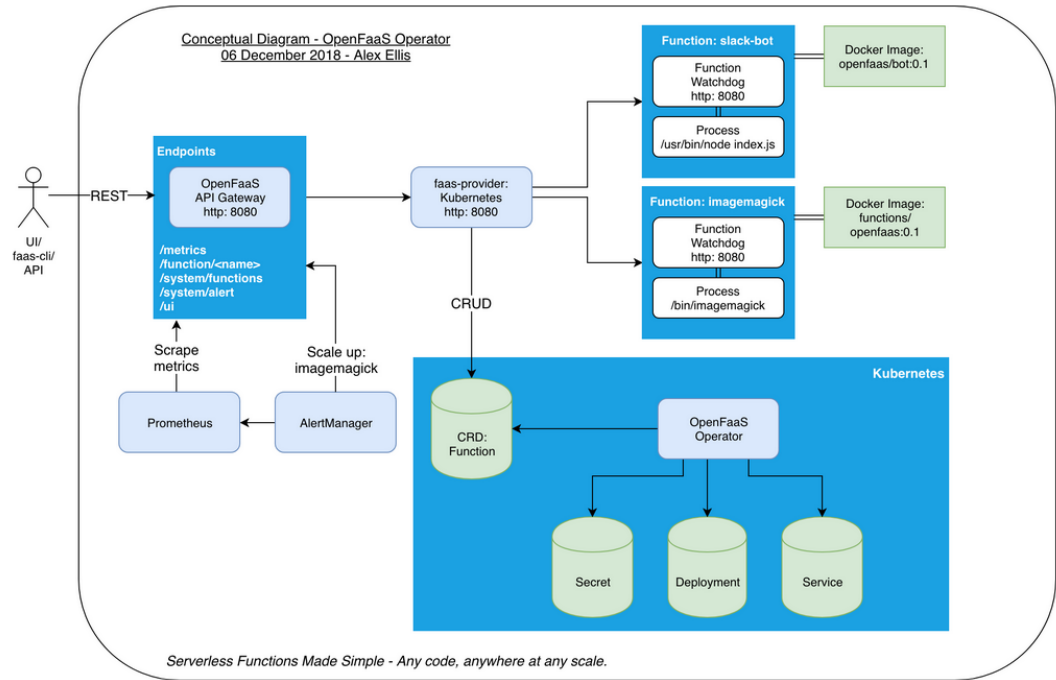 Conceptual Diagram - OpenFaaS Operator
06 December 2018 - Alex Ellis
UI/
faas-cli/
API
REST
Endpoints
OpenFaaS
API Gateway
http: 8080
/metrics
/function/<name>
/system/functions
/system/alert
/ui
Scrape
metrics
Scale up:
imagemagick
Prometheus
AlertManager
faas-provider:
Kubernetes
http: 8080
CRUD
Function: slack-bot
Function
Watchdog
http: 8080
Process
/usr/bin/node index.js
Docker Image:
openfaas/bot:0.1
Function: imagemagick
Function
Watchdog
http: 8080
Process
/bin/imagemagick
Docker Image:
functions/
openfaas:0.1
Kubernetes
CRD:
Function
OpenFaaS
Operator
Secret
Deployment
Service
Serverless Functions Made Simple - Any code, anywhere at any scale.